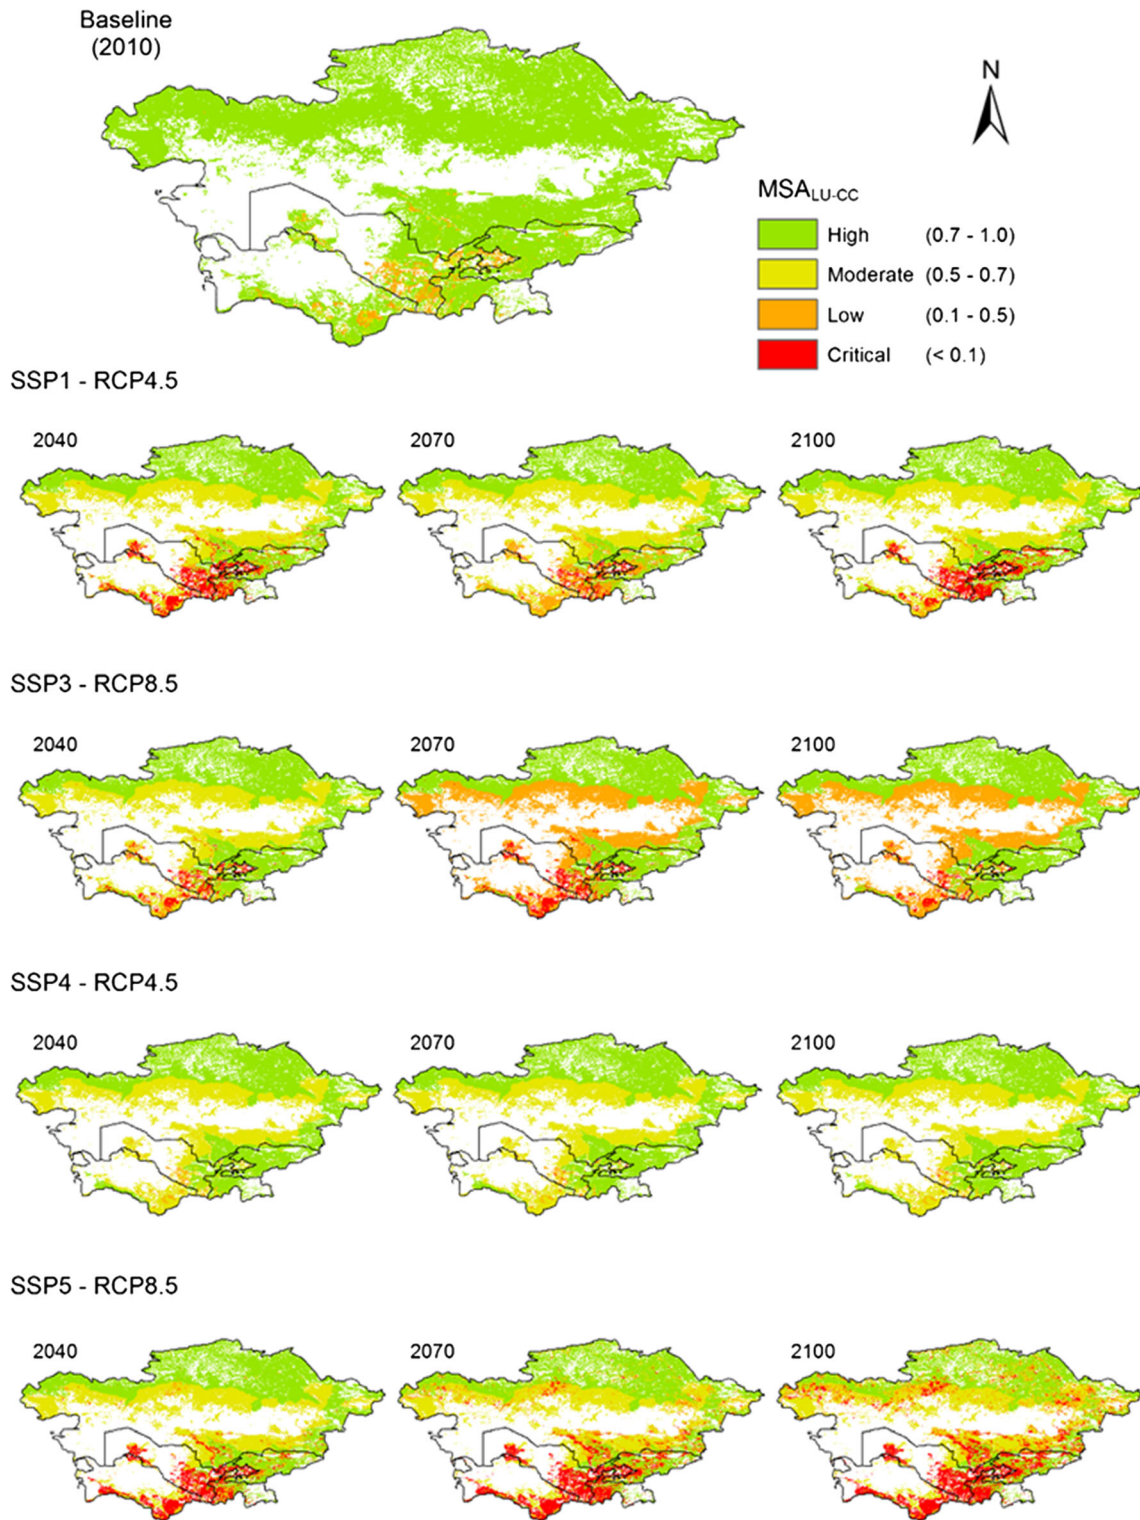 Baseline
(2010)
N
MSALU-CC
High (0.7 - 1.0)
Moderate (0.5 - 0.7)
Low (0.1 - 0.5)
Critical (< 0.1)
SSP1 - RCP4.5
2040 2070 2100
SSP3 - RCP8.5
2040 2070 2100
SSP4 - RCP4.5
2040 2070 2100
SSP5 - RCP8.5
2040 2070 2100